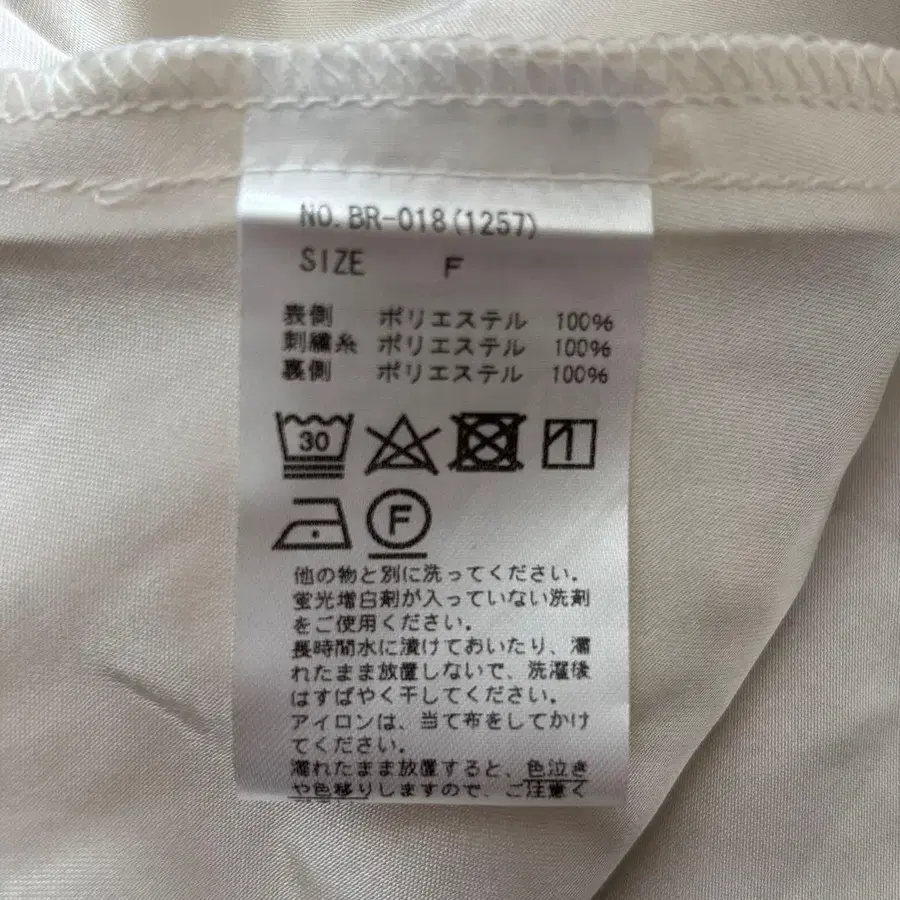 NO. BR-018(1257)
SIZE F
表側 ポリエステル 100%
刺繍糸 ポリエステル 100%
裏側 ポリエステル 100%
30
F
他の物と別に洗ってください。
蛍光増白剤が入っていない洗剤
をご使用ください。
長時間水に漬けておいたり、濡
れたまま放置しないで、洗濯後
はすばやく干してください。
アイロンは、当て布をしてかけ
てください。
濡れたまま放置すると、色泣き
や色移りしますので、ご注意く